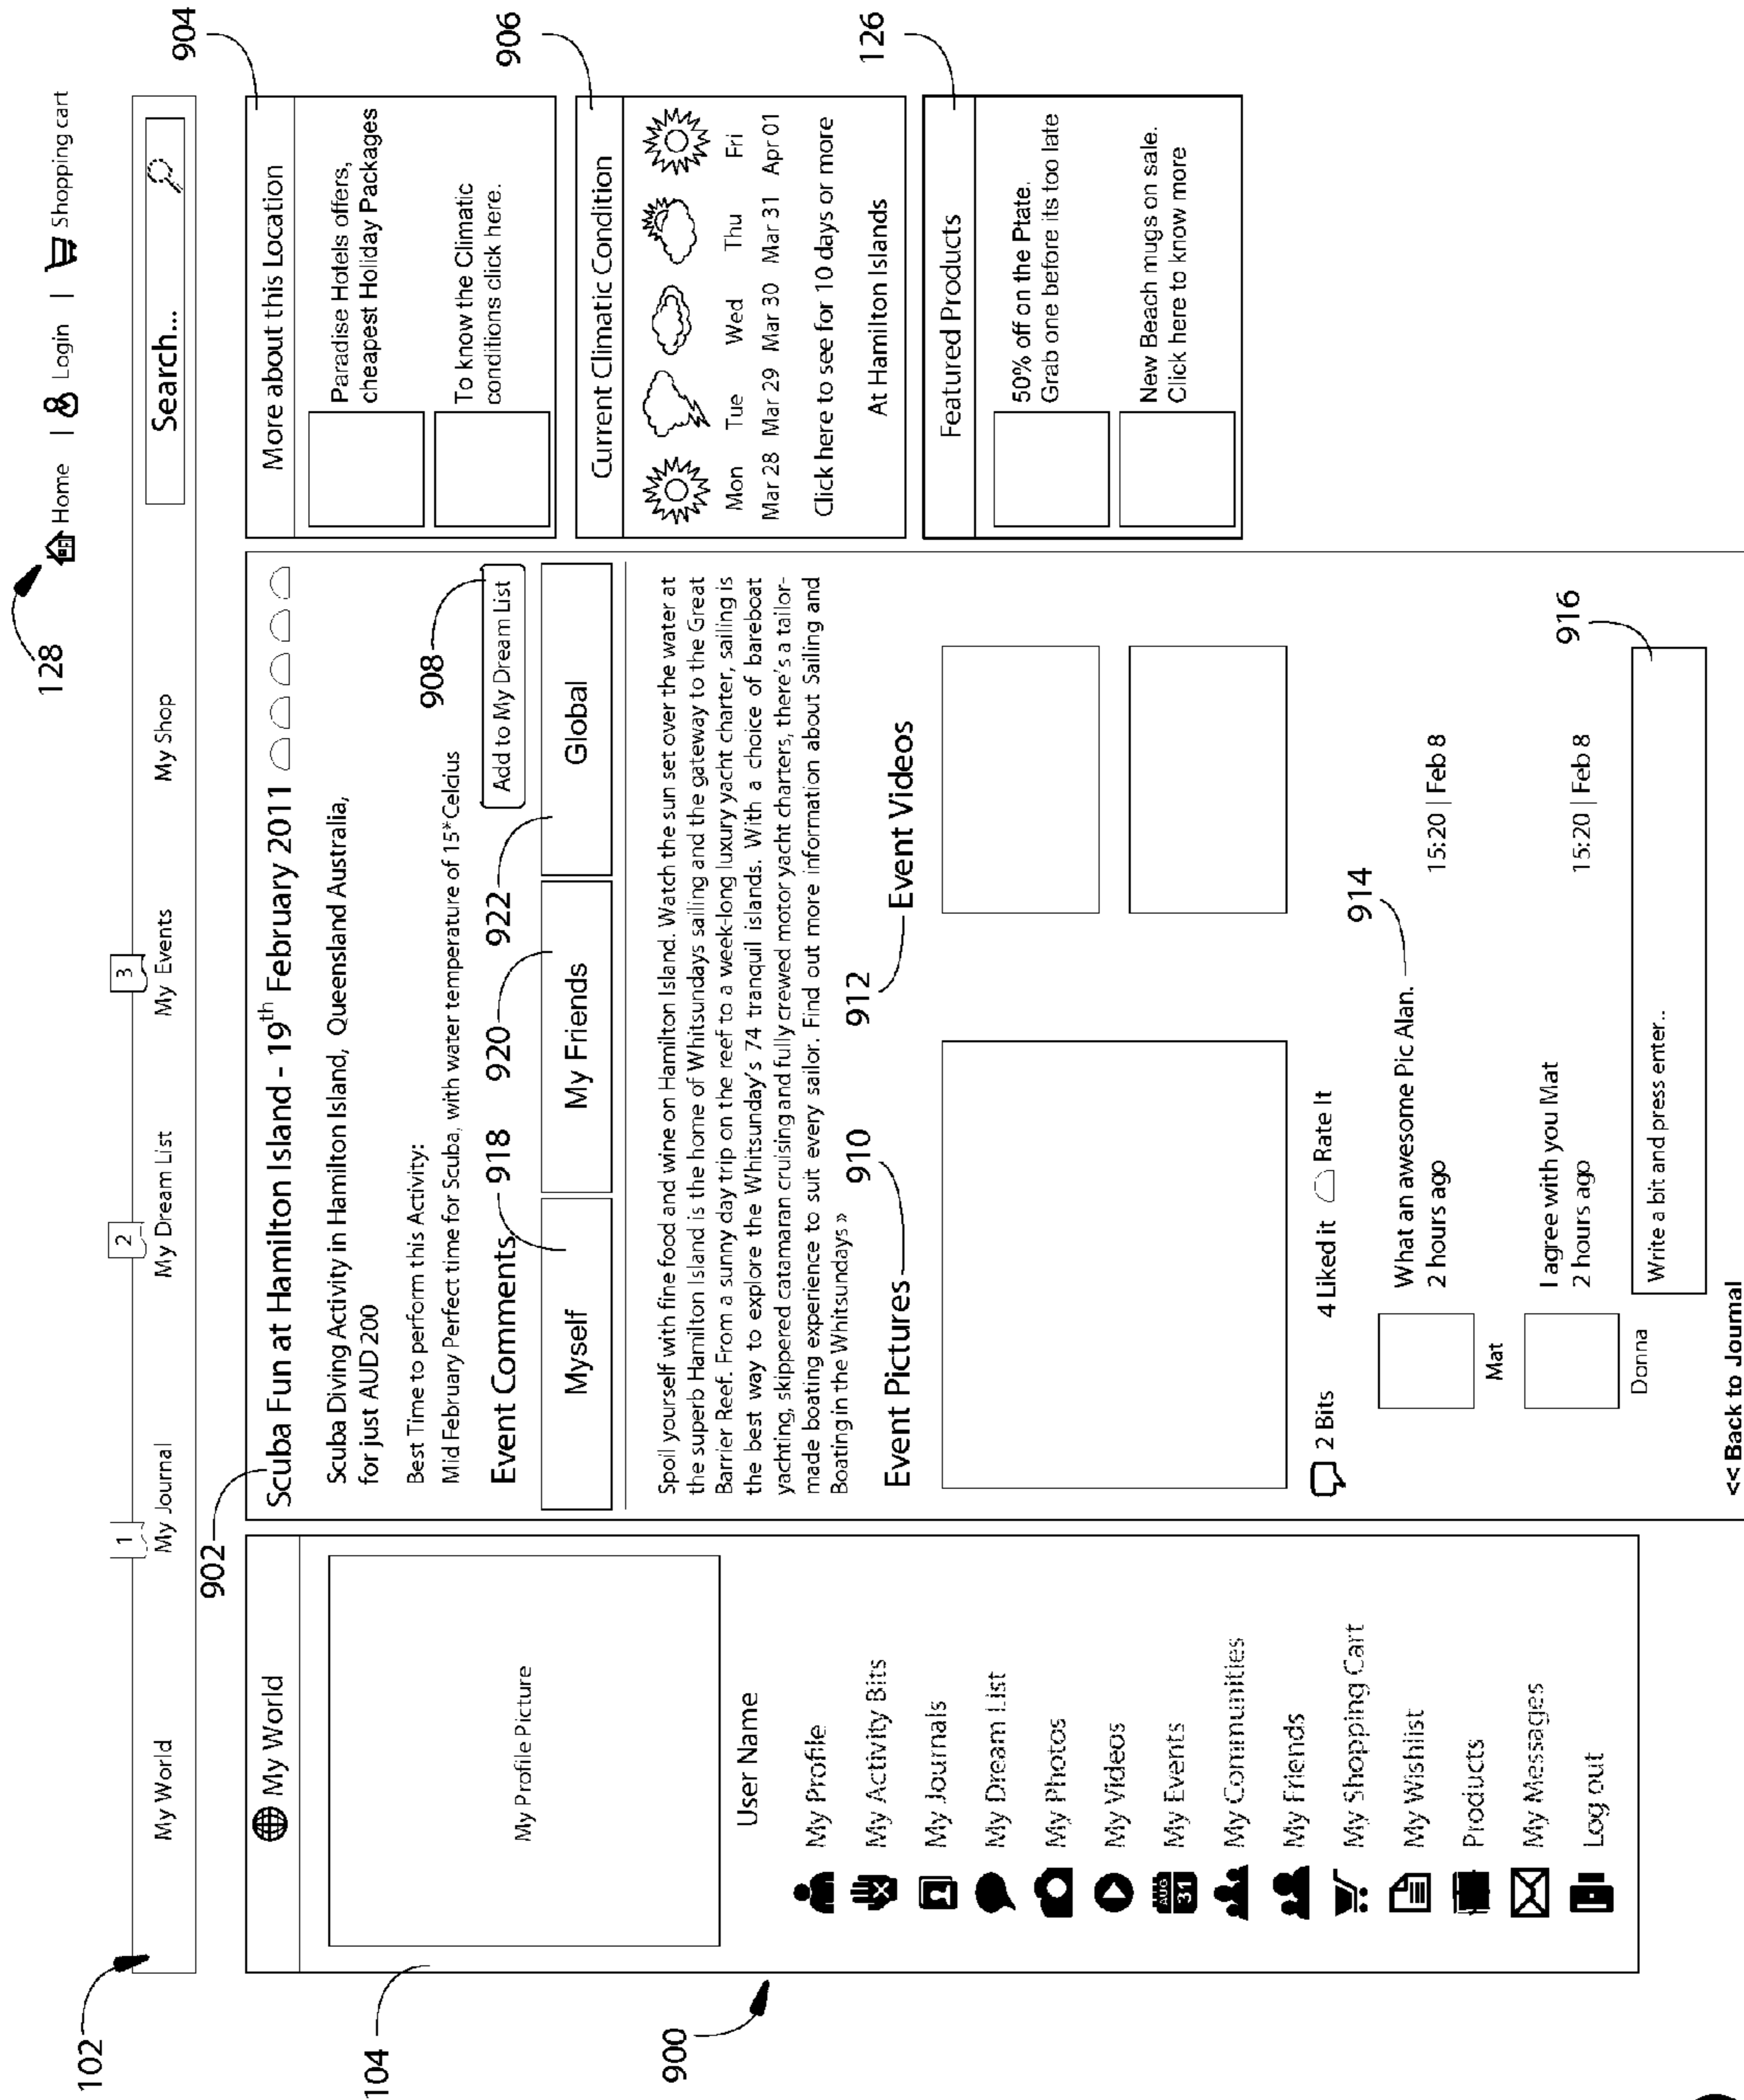 128
Home | Login | Shopping cart
102
1
2
3
My World
My Journal
My Dream List
My Events
My Shop
Search...
104
900
My World
My Profile Picture
User Name
My Profile
My Activity Bits
My Journals
My Dream List
My Photos
My Videos
AUG
31
My Events
My Communities
My Friends
My Shopping Cart
My Wishlist
Products
My Messages
Log out
902
Scuba Fun at Hamilton Island - 19th February 2011
Scuba Diving Activity in Hamilton Island, Queensland Australia,
for just AUD 200
Best Time to perform this Activity:
Mid February Perfect time for Scuba, with water temperature of 15*Celcius
908
Add to My Dream List
Event Comments
918
920
922
Myself
My Friends
Global
Spoil yourself with fine food and wine on Hamilton Island. Watch the sun set over the water at
the superb Hamilton Island is the home of Whitsundays sailing and the gateway to the Great
Barrier Reef. From a sunny day trip on the reef to a week-long luxury yacht charter, sailing is
the best way to explore the Whitsunday's 74 tranquil islands. With a choice of bareboat
yachting, skippered catamaran cruising and fully crewed motor yacht charters, there's a tailor-
made boating experience to suit every sailor. Find out more information about Sailing and
Boating in the Whitsundays »
910
912
Event Pictures
Event Videos
2 Bits
4 Liked it
Rate It
914
What an awesome Pic Alan.
2 hours ago
15:20 | Feb 8
Mat
I agree with you Mat
2 hours ago
15:20 | Feb 8
Donna
916
Write a bit and press enter..
<< Back to Journal
904
More about this Location
Paradise Hotels offers,
cheapest Holiday Packages
To know the Climatic
conditions click here.
906
Current Climatic Condition
Mon Tue Wed Thu Fri
Mar 28 Mar 29 Mar 30 Mar 31 Apr 01
Click here to see for 10 days or more
At Hamilton Islands
126
Featured Products
50% off on the Ptate.
Grab one before its too late
New Beach mugs on sale.
Click here to know more